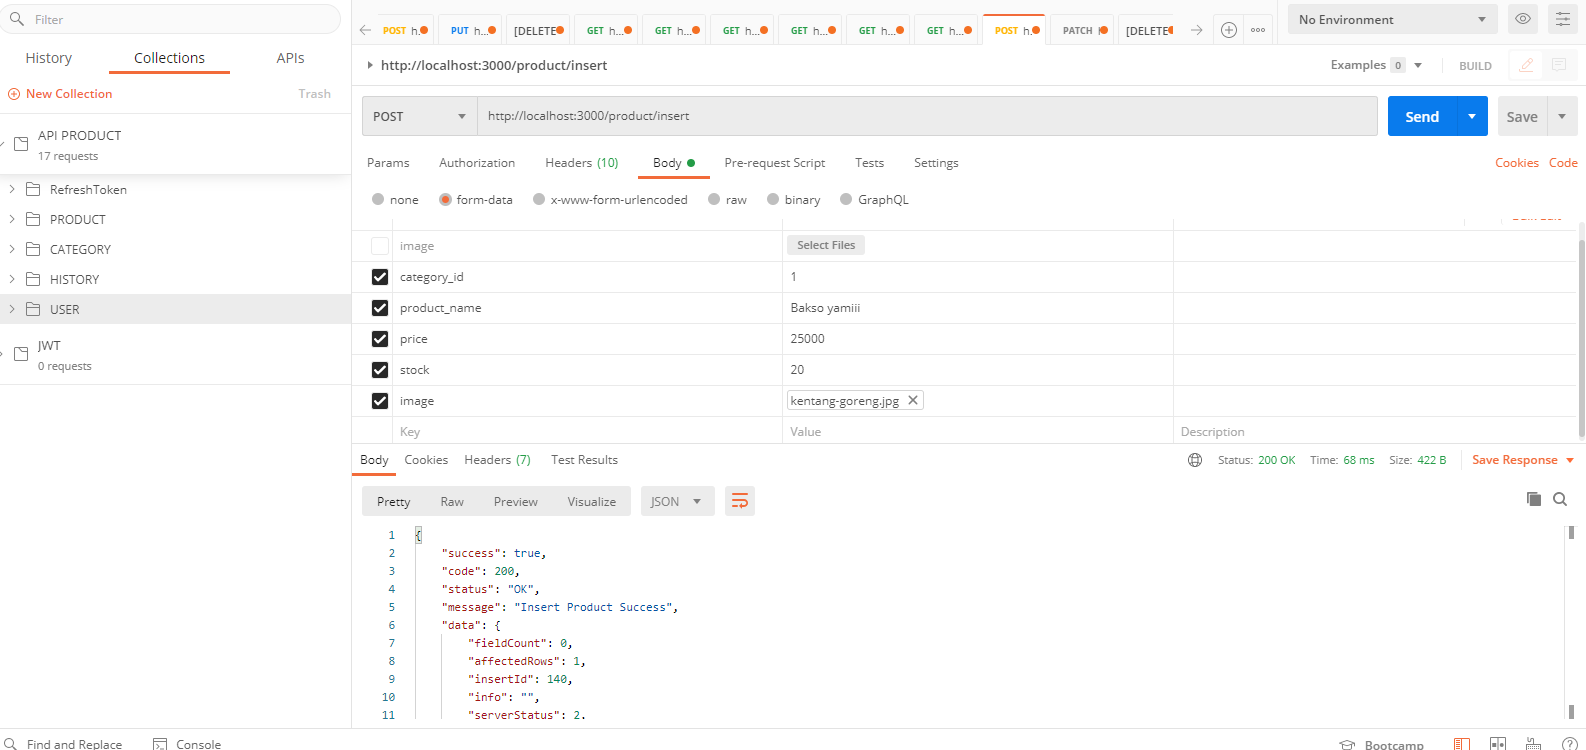 Filter
History Collections APIs
New Collection Trash
API PRODUCT
17 requests
RefreshToken
PRODUCT
CATEGORY
HISTORY
USER
JWT
0 requests
POST h... PUT h... [DELETE GET h... GET h... GET h... GET h... GET h... GET h... POST h. PATCH [DELETE ooo
No Environment
http://localhost:3000/product/insert
Examples 0 BUILD
POST http://localhost:3000/product/insert Send Save
Params Authorization Headers (10) Body Pre-request Script Tests Settings Cookies Code
none form-data x-www-form-urlencoded raw binary GraphQL
image Select Files
category_id 1
product_name Bakso yamiii
price 25000
stock 20
image kentang-goreng.jpg
Key Value Description
Body Cookies Headers (7) Test Results Status: 200 OK Time: 68 ms Size: 422 B Save Response
Pretty Raw Preview Visualize JSON
1 {
2 "success": true,
3 "code": 200,
4 "status": "OK",
5 "message": "Insert Product Success",
6 "data": {
7 "fieldCount": 0,
8 "affectedRows": 1,
9 "insertId": 140,
10 "info": "",
11 "serverStatus": 2,
Find and Replace Console Bootcamp